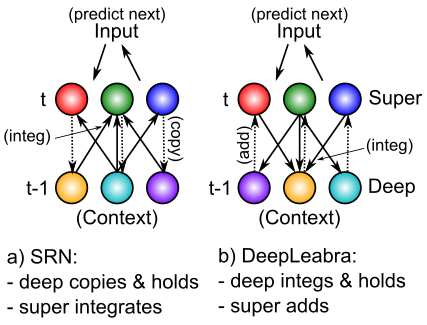 (predict next)
Input
t
(integ)
(copy)
t-1
(Context)
a) SRN:
- deep copies & holds
- super integrates
(predict next)
Input
t
Super
(add)
(integ)
t-1
Deep
(Context)
b) DeepLeabra:
- deep integs & holds
- super adds